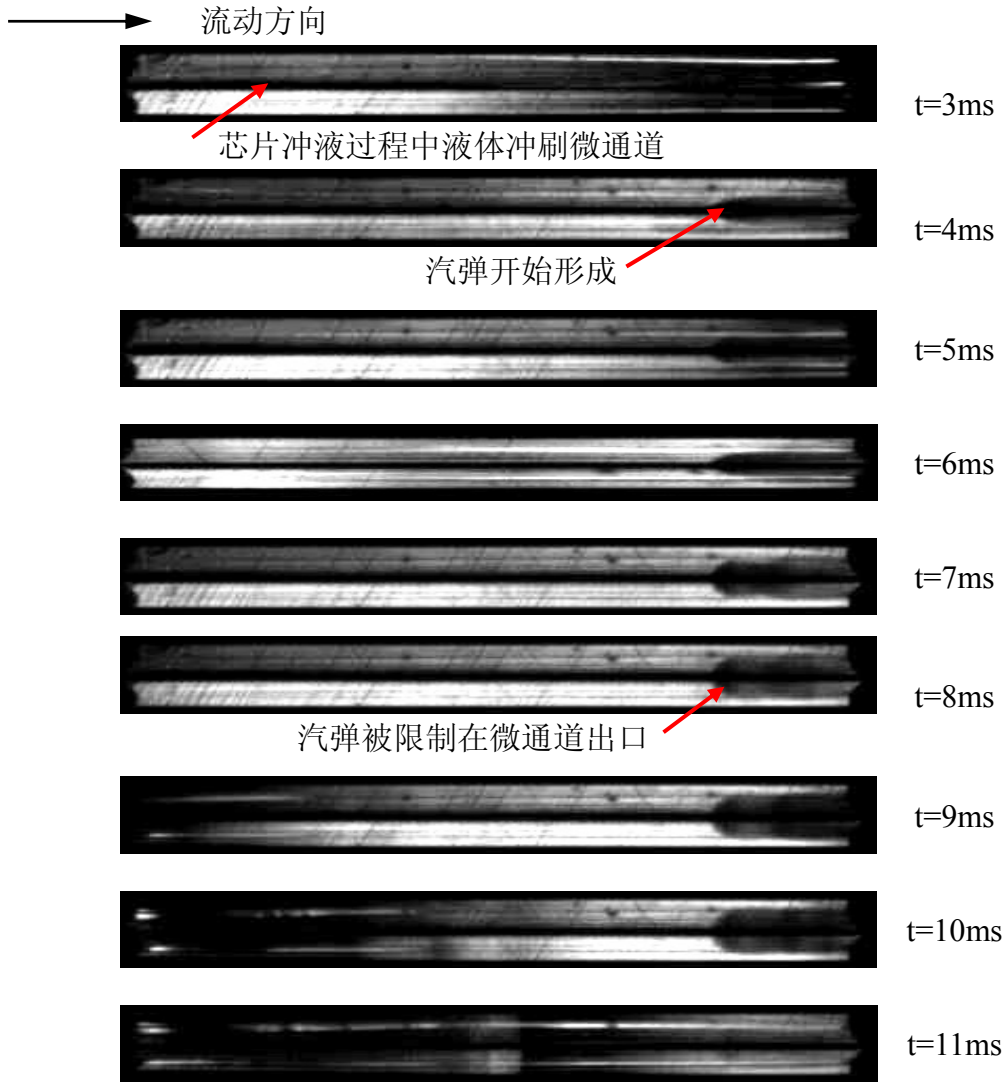 流动方向
t=3ms
芯片冲液过程中液体冲刷微通道
t=4ms
汽弹开始形成
t=5ms
t=6ms
t=7ms
t=8ms
汽弹被限制在微通道出口
t=9ms
t=10ms
t=11ms